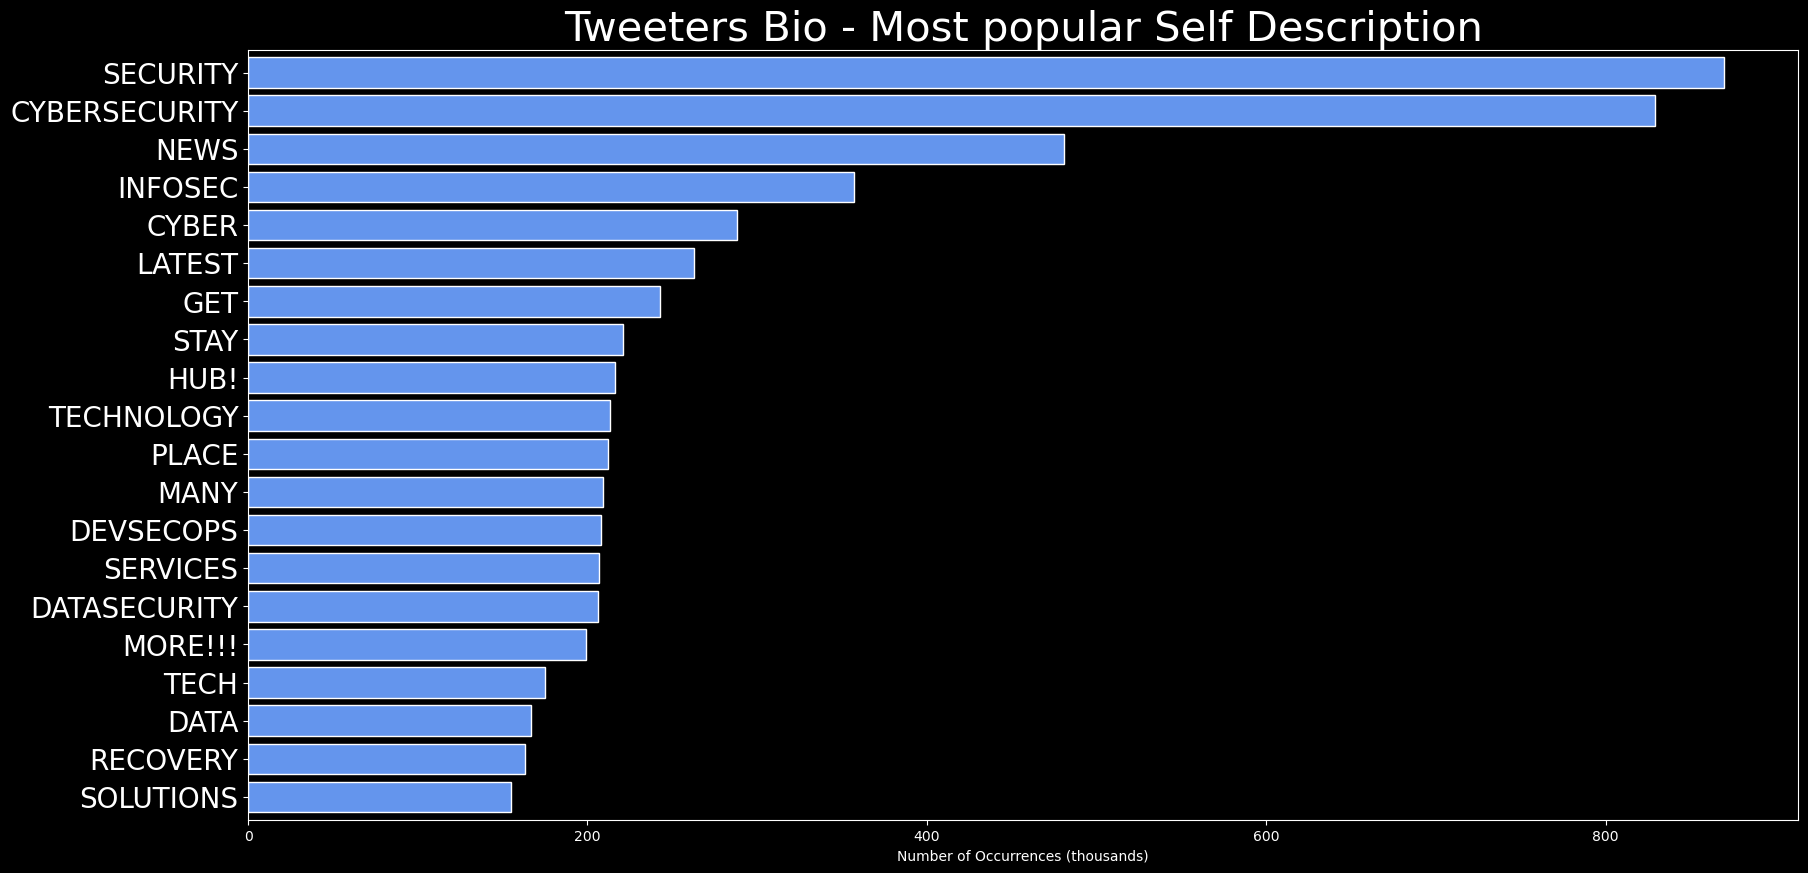 Tweeters Bio - Most popular Self Description
SECURITY
CYBERSECURITY
NEWS
INFOSEC
CYBER
LATEST
GET
STAY
HUB!
TECHNOLOGY
PLACE
MANY
DEVSECOPS
SERVICES
DATASECURITY
MORE!!!
TECH
DATA
RECOVERY
SOLUTIONS
0 200 400 600 800
Number of Occurrences (thousands)